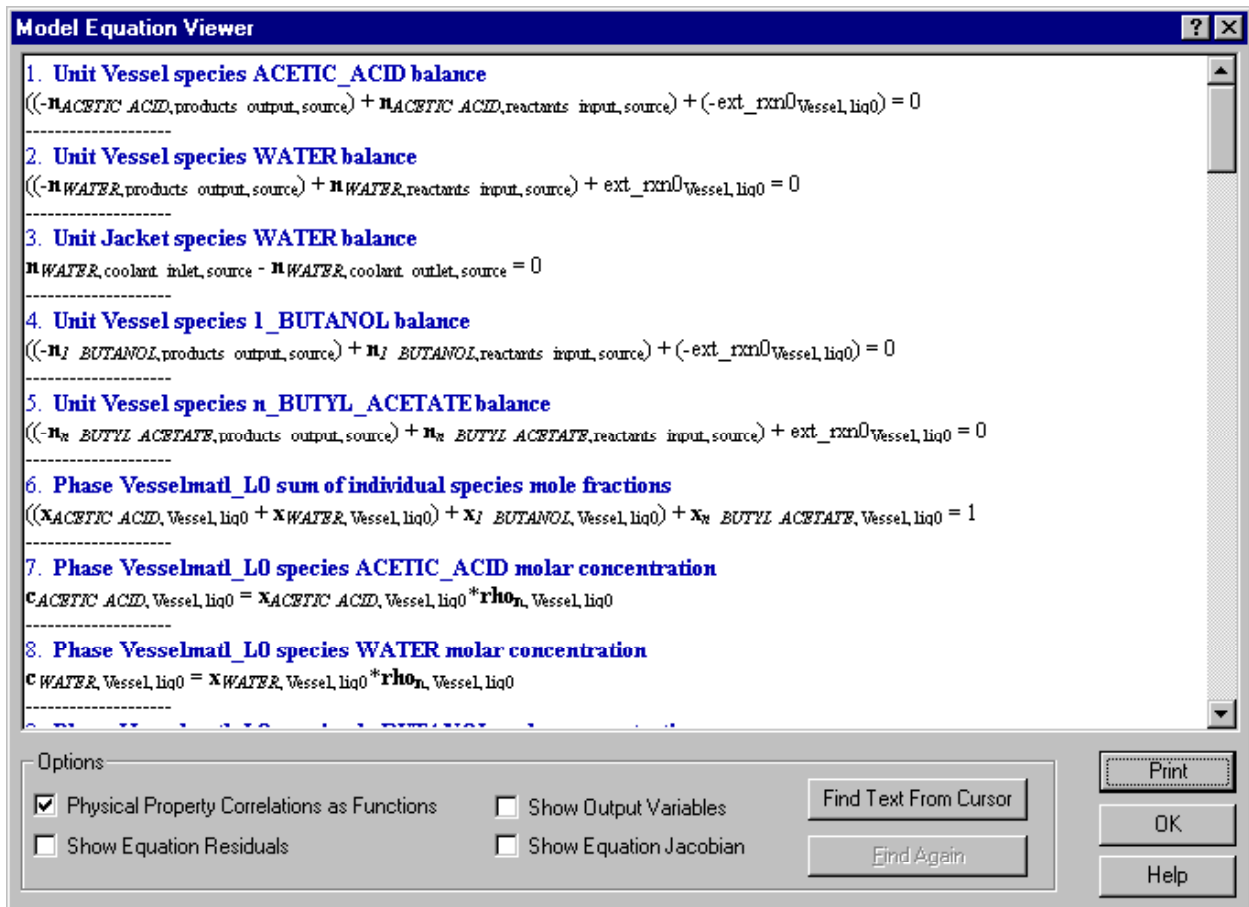 Model Equation Viewer
1. Unit Vessel species ACETIC_ACID balance
((-nACETIC ACID,products output,source) + nACETIC ACID,reactants input,source) + (-ext_rxn0Vessel,liq0) = 0
--------------------
2. Unit Vessel species WATER balance
((-nWATER,products output,source) + nWATER,reactants input,source) + ext_rxn0Vessel,liq0 = 0
--------------------
3. Unit Jacket species WATER balance
nWATER,coolant inlet,source - nWATER,coolant outlet,source = 0
--------------------
4. Unit Vessel species 1_BUTANOL balance
((-n1 BUTANOL,products output,source) + n1 BUTANOL,reactants input,source) + (-ext_rxn0Vessel,liq0) = 0
--------------------
5. Unit Vessel species n_BUTYL_ACETATE balance
((-nn BUTYL ACETATE,products output,source) + nn BUTYL ACETATE,reactants input,source) + ext_rxn0Vessel,liq0 = 0
--------------------
6. Phase Vesselmatl_L0 sum of individual species mole fractions
((xACETIC ACID,Vessel,liq0 + xWATER,Vessel,liq0) + x1 BUTANOL,Vessel,liq0) + xn BUTYL ACETATE,Vessel,liq0 = 1
--------------------
7. Phase Vesselmatl_L0 species ACETIC_ACID molar concentration
cACETIC ACID,Vessel,liq0 = xACETIC ACID,Vessel,liq0*rhon,Vessel,liq0
--------------------
8. Phase Vesselmatl_L0 species WATER molar concentration
cWATER,Vessel,liq0 = xWATER,Vessel,liq0*rhon,Vessel,liq0
--------------------
Options
Physical Property Correlations as Functions
Show Output Variables
Find Text From Cursor
Show Equation Residuals
Show Equation Jacobian
Find Again
Print
OK
Help